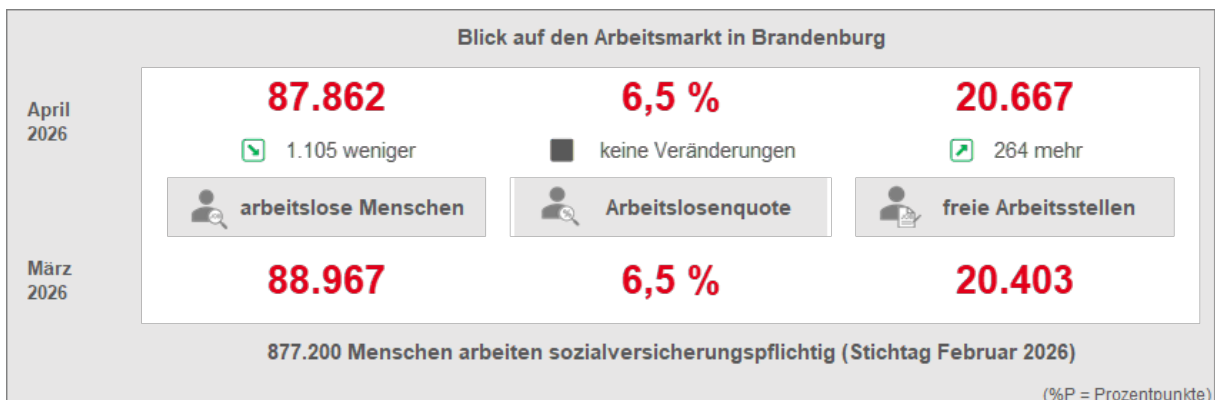 Blick auf den Arbeitsmarkt in Brandenburg
April
2026
87.862
6,5 %
20.667
1.105 weniger
keine Veränderungen
264 mehr
arbeitslose Menschen
Arbeitslosenquote
freie Arbeitsstellen
März
2026
88.967
6,5 %
20.403
877.200 Menschen arbeiten sozialversicherungspflichtig (Stichtag Februar 2026)
(%P = Prozentpunkte)